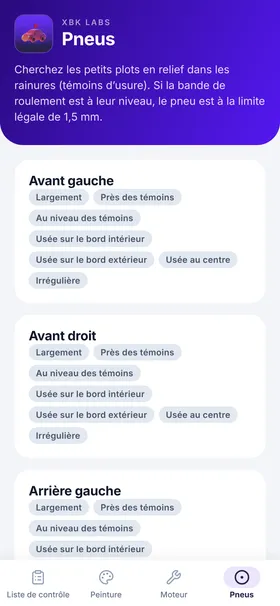 XBK LABS
Pneus
Cherchez les petits plots en relief dans les
rainures (témoins d'usure). Si la bande de
roulement est à leur niveau, le pneu est à la limite
légale de 1,5 mm.
Avant gauche
Largement Près des témoins
Au niveau des témoins
Usée sur le bord intérieur
Usée sur le bord extérieur Usée au centre
Irrégulière
Avant droit
Largement Près des témoins
Au niveau des témoins
Usée sur le bord intérieur
Usée sur le bord extérieur Usée au centre
Irrégulière
Arrière gauche
Largement Près des témoins
Au niveau des témoins
Usée sur le bord intérieur
Liste de contrôle Peinture Moteur Pneus